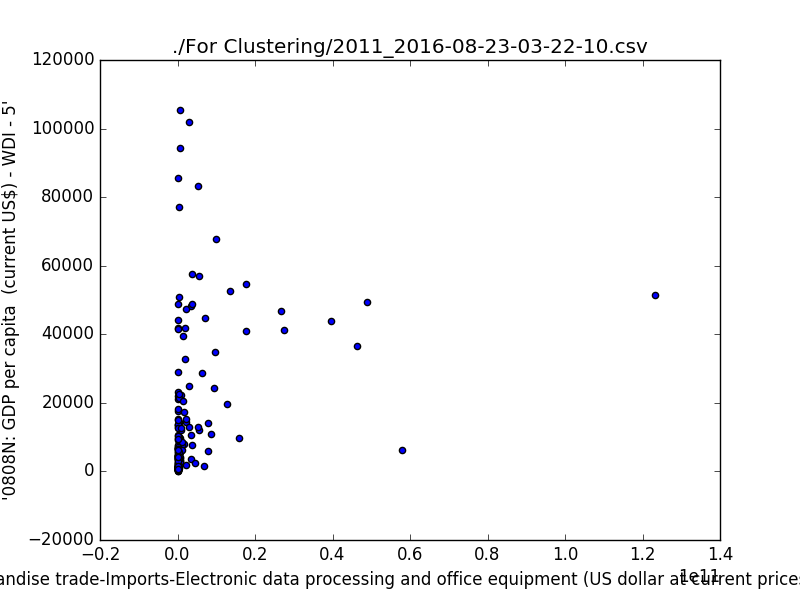 ./For Clustering/2011_2016-08-23-03-22-10.csv
120000
100000
80000
60000
40000
20000
0
−20000
'0808N: GDP per capita  (current US$) - WDI - 5'
−0.2 0.0 0.2 0.4 0.6 0.8 1.0 1.2 1.4
1e11
andise trade-Imports-Electronic data processing and office equipment (US dollar at current prices